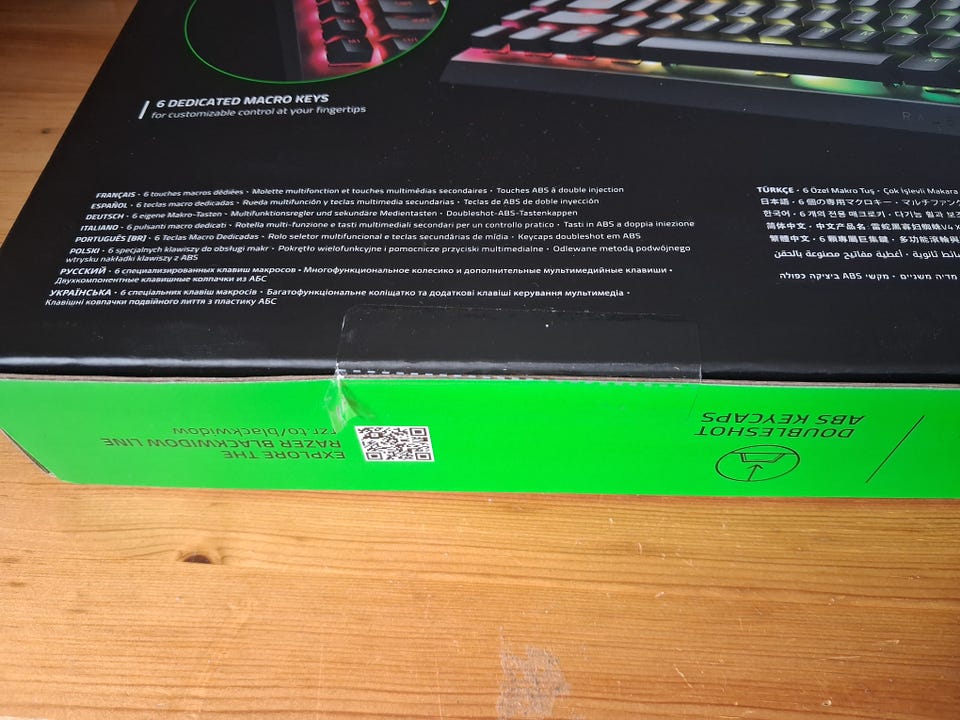 6 DEDICATED MACRO KEYS
for customizable control at your fingertips
FRANÇAIS • 6 touches macros dédiées • Molette multifonction et touches multimédias secondaires • Touches ABS à double injection
ESPAÑOL • 6 teclas macro dedicadas • Rueda multifunción y teclas multimedia secundarias • Teclas de ABS de doble inyección
DEUTSCH • 6 eigene Makro-Tasten • Multifunktionsregler und sekundäre Medientasten • Doubleshot-ABS-Tastenkappen
ITALIANO • 6 pulsanti macro dedicati • Rotella multi-funzione e tasti multimediali secondari per un controllo pratico • Tasti in ABS a doppia iniezione
PORTUGUÊS [BR] • 6 Teclas Macro Dedicadas • Rolo seletor multifuncional e teclas secundárias de mídia • Keycaps doubleshot em ABS
POLSKI • 6 specjalnych klawiszy do obsługi makr • Pokrętło wielofunkcyjne i pomocnicze przyciski multimedialne • Odlewane metodą podwójnego
wtrysku nakładki klawiszy z ABS
РУССКИЙ • 6 специализированных клавиш макросов • Многофункциональное колесико и дополнительные мультимедийные клавиши •
Двухкомпонентные клавишные колпачки из АБС
УКРАЇНСЬКА • 6 спеціальних клавіш макросів • Багатофункціональне коліщатко та додаткові клавіші керування мультимедіа •
Клавішні ковпачки подвійного лиття з пластику АБС
TÜRKÇE • 6 Özel Makro Tuş • Çok İşlevli Makara
日本語 • 6 個の専用マクロキー • マルチファンク
한국어 • 6 개의 전용 매크로키 • 다기능 휠과 보조
简体中文 • 中文产品名: 雷蛇黑寡妇蜘蛛V4 X
繁體中文 • 6 顆專屬巨集鍵 • 多功能滾輪與
ئط ثانوية • أغطية مفاتيح مصنوعة بالحقن
מדיה משניים • מקשי ABS ביציקה כפולה
EXPLORE THE
RAZER BLACKWIDOW LINE
rzr.to/blackwidow
DOUBLESHOT
ABS KEYCAPS